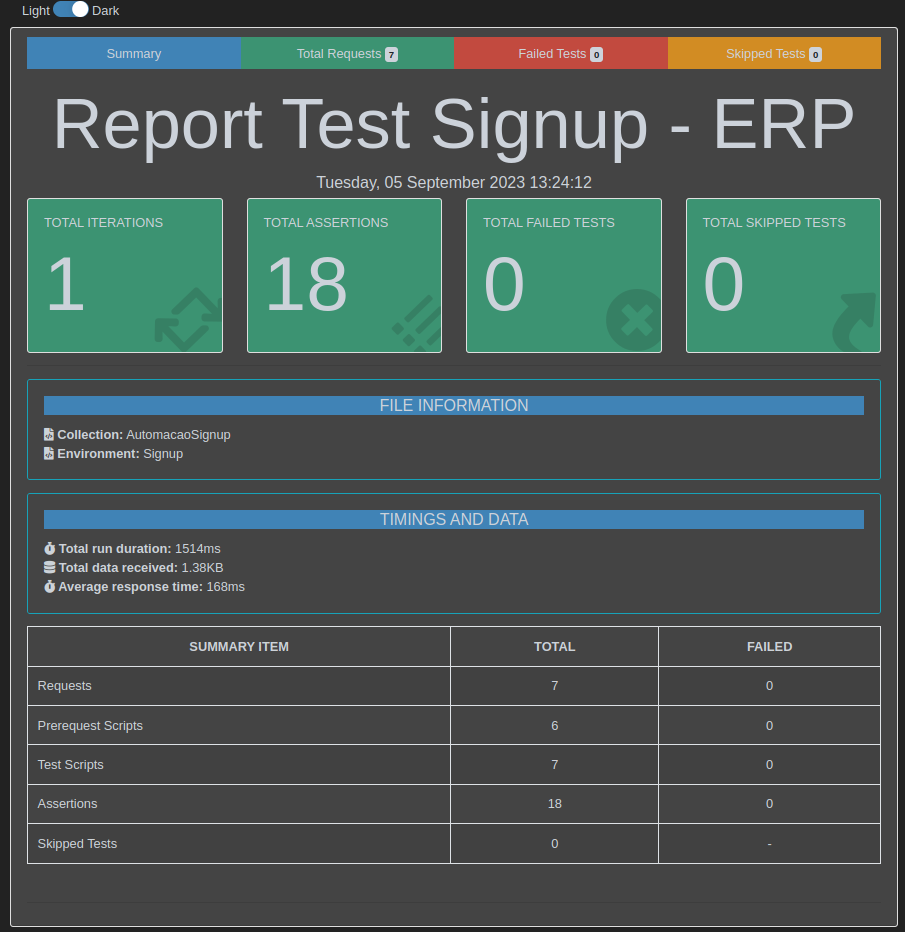 Light Dark
Summary Total Requests 7 Failed Tests 0 Skipped Tests 0
Report Test Signup - ERP
Tuesday, 05 September 2023 13:24:12
TOTAL ITERATIONS TOTAL ASSERTIONS TOTAL FAILED TESTS TOTAL SKIPPED TESTS
1 18 0 0
FILE INFORMATION
Collection: AutomacaoSignup
Environment: Signup
TIMINGS AND DATA
Total run duration: 1514ms
Total data received: 1.38KB
Average response time: 168ms
SUMMARY ITEM TOTAL FAILED
Requests 7 0
Prerequest Scripts 6 0
Test Scripts 7 0
Assertions 18 0
Skipped Tests 0 -